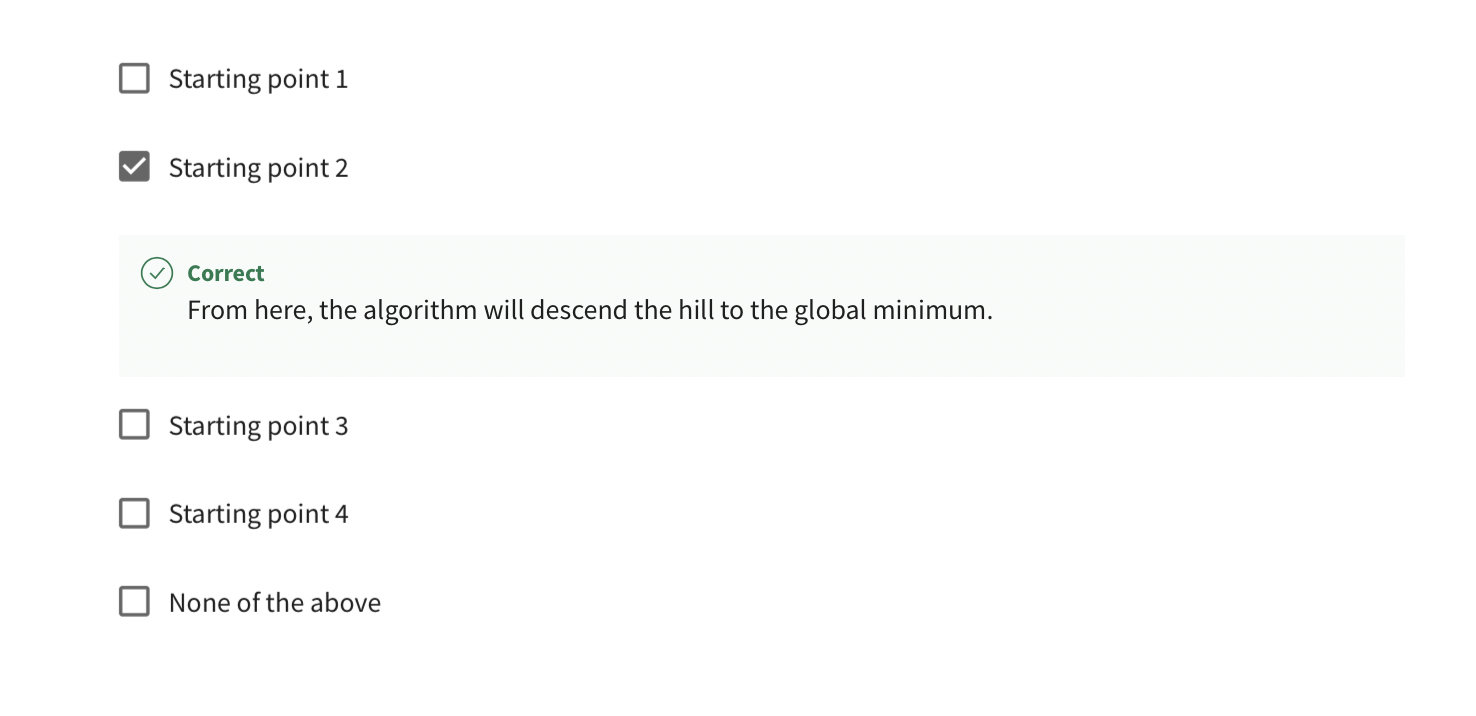 Starting point 1
Starting point 2
Correct
From here, the algorithm will descend the hill to the global minimum.
Starting point 3
Starting point 4
None of the above